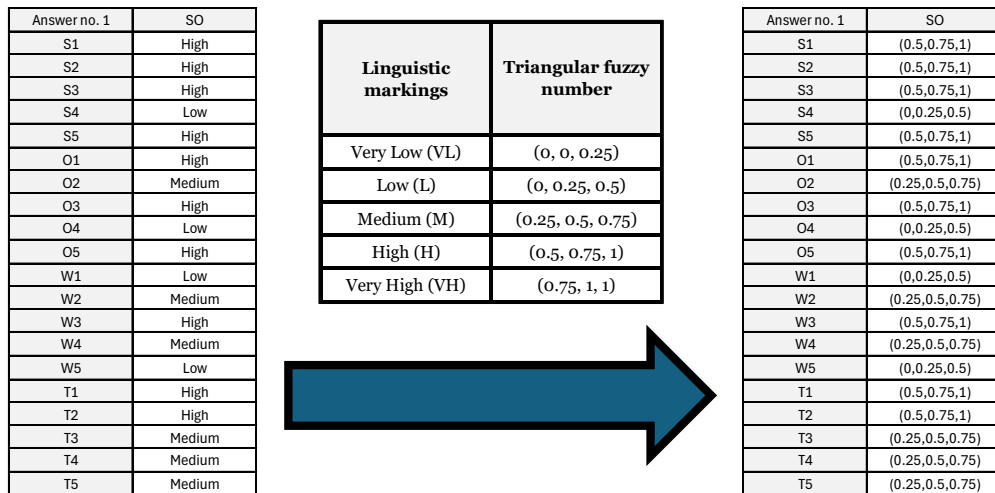 Answer no. 1 SO
S1 High
S2 High
S3 High
S4 Low
S5 High
O1 High
O2 Medium
O3 High
O4 Low
O5 High
W1 Low
W2 Medium
W3 High
W4 Medium
W5 Low
T1 High
T2 High
T3 Medium
T4 Medium
T5 Medium
Linguistic markings Triangular fuzzy number
Very Low (VL) (0, 0, 0.25)
Low (L) (0, 0.25, 0.5)
Medium (M) (0.25, 0.5, 0.75)
High (H) (0.5, 0.75, 1)
Very High (VH) (0.75, 1, 1)
Answer no. 1 SO
S1 (0.5,0.75,1)
S2 (0.5,0.75,1)
S3 (0.5,0.75,1)
S4 (0,0.25,0.5)
S5 (0.5,0.75,1)
O1 (0.5,0.75,1)
O2 (0.25,0.5,0.75)
O3 (0.5,0.75,1)
O4 (0,0.25,0.5)
O5 (0.5,0.75,1)
W1 (0,0.25,0.5)
W2 (0.25,0.5,0.75)
W3 (0.5,0.75,1)
W4 (0.25,0.5,0.75)
W5 (0,0.25,0.5)
T1 (0.5,0.75,1)
T2 (0.5,0.75,1)
T3 (0.25,0.5,0.75)
T4 (0.25,0.5,0.75)
T5 (0.25,0.5,0.75)